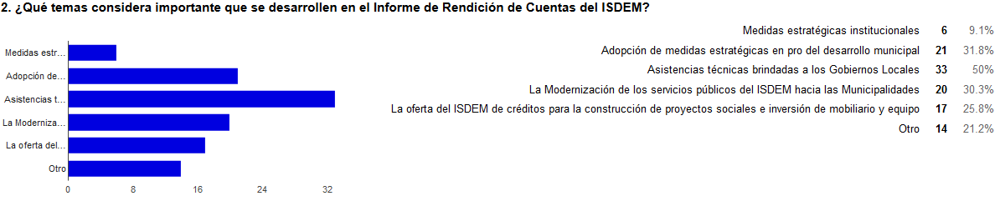 2. ¿Qué temas considera importante que se desarrollen en el Informe de Rendición de Cuentas del ISDEM?
Medidas estr...
Adopción de...
Asistencias t...
La Moderniza...
La oferta del...
Otro
0 8 16 24 32
Medidas estratégicas institucionales 6 9.1%
Adopción de medidas estratégicas en pro del desarrollo municipal 21 31.8%
Asistencias técnicas brindadas a los Gobiernos Locales 33 50%
La Modernización de los servicios públicos del ISDEM hacia las Municipalidades 20 30.3%
La oferta del ISDEM de créditos para la construcción de proyectos sociales e inversión de mobiliario y equipo 17 25.8%
Otro 14 21.2%